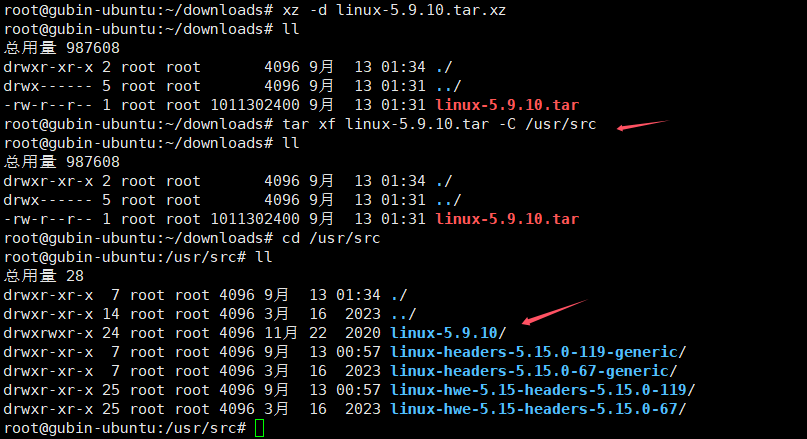 root@gubin-ubuntu:~/downloads# xz -d linux-5.9.10.tar.xz
root@gubin-ubuntu:~/downloads# ll
总用量 987608
drwxr-xr-x 2 root root       4096 9月  13 01:34 ./
drwx------ 5 root root       4096 9月  13 01:34 ../
-rw-r--r-- 1 root root 1011302400 9月  13 01:31 linux-5.9.10.tar
root@gubin-ubuntu:~/downloads# tar xf linux-5.9.10.tar -C /usr/src
root@gubin-ubuntu:~/downloads# ll
总用量 987608
drwxr-xr-x 2 root root       4096 9月  13 01:34 ./
drwx------ 5 root root       4096 9月  13 01:31 ../
-rw-r--r-- 1 root root 1011302400 9月  13 01:31 linux-5.9.10.tar
root@gubin-ubuntu:~/downloads# cd /usr/src
root@gubin-ubuntu:/usr/src# ll
总用量 28
drwxr-xr-x  7 root root 4096 9月  13 01:34 ./
drwxr-xr-x 14 root root 4096 3月  16  2023 ../
drwxrwxr-x 24 root root 4096 11月 22  2020 linux-5.9.10/
drwxr-xr-x  7 root root 4096 9月  13 00:57 linux-headers-5.15.0-119-generic/
drwxr-xr-x  7 root root 4096 3月  16  2023 linux-headers-5.15.0-67-generic/
drwxr-xr-x 25 root root 4096 9月  13 00:57 linux-hwe-5.15-headers-5.15.0-119/
drwxr-xr-x 25 root root 4096 3月  16  2023 linux-hwe-5.15-headers-5.15.0-67/
root@gubin-ubuntu:/usr/src#